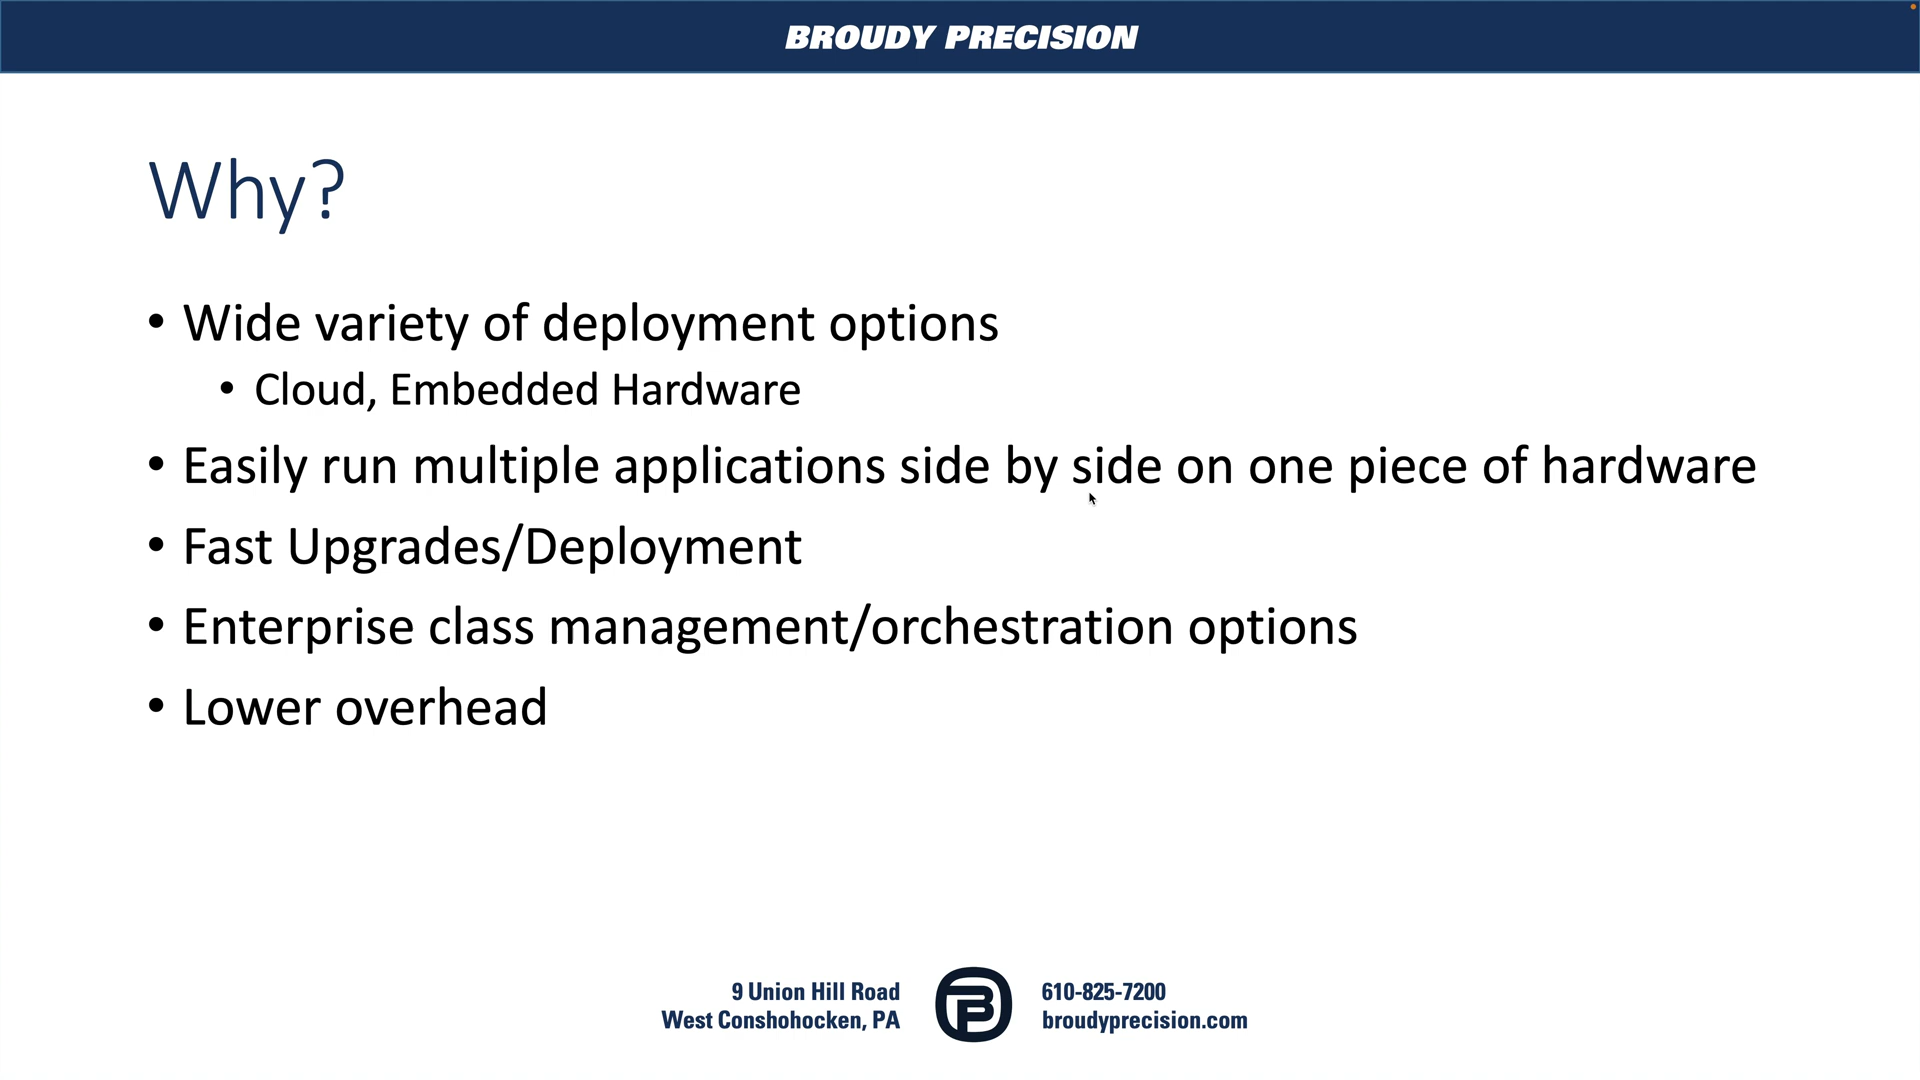 BROUDY PRECISION
Why?
• Wide variety of deployment options
• Cloud, Embedded Hardware
• Easily run multiple applications side by side on one piece of hardware
• Fast Upgrades/Deployment
• Enterprise class management/orchestration options
• Lower overhead
9 Union Hill Road
West Conshohocken, PA
610-825-7200
broudyprecision.com